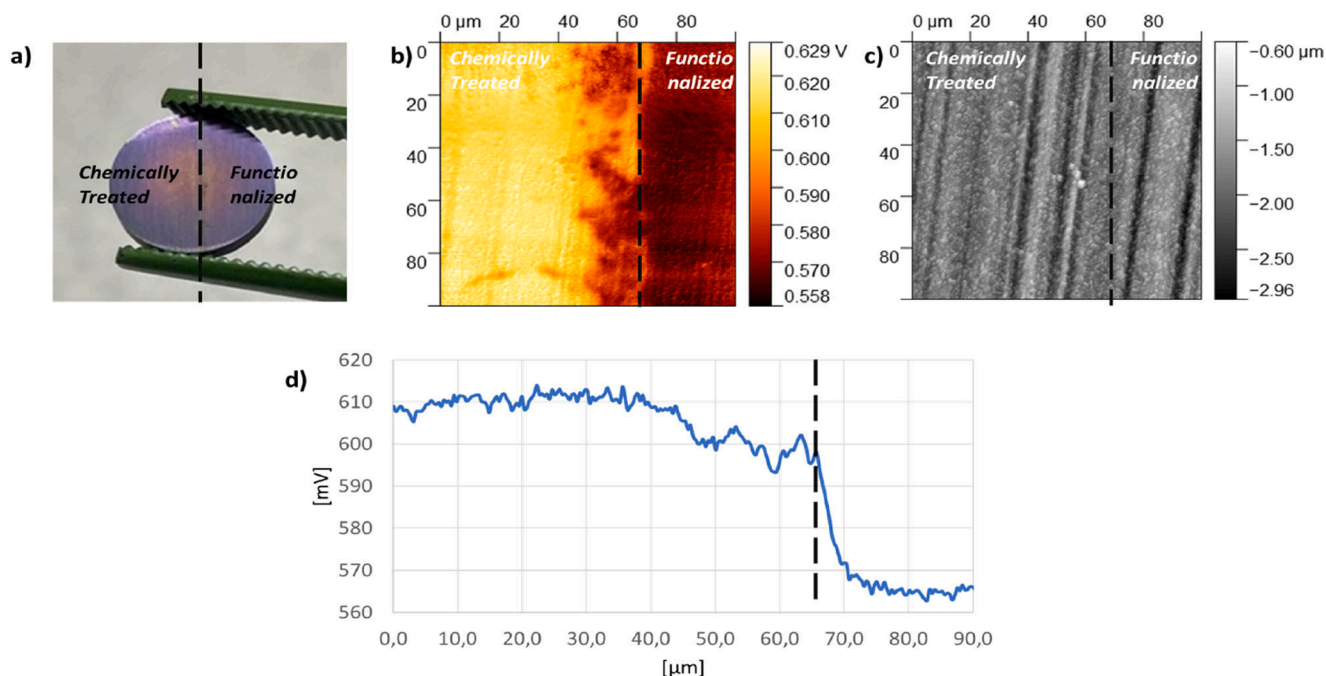 a)
Chemically
Treated
Functio
nalized
b)
0 µm 20 40 60 80
0
20
40
60
80
Chemically
Treated
Functio
nalized
0.629 V
0.620
0.610
0.600
0.590
0.580
0.570
0.558
c)
0 µm 20 40 60 80
0
20
40
60
80
Chemically
Treated
Functio
nalized
−0.60 µm
−1.00
−1.50
−2.00
−2.50
−2.96
d)
620
610
600
590
580
570
560
[mV]
0,0 10,0 20,0 30,0 40,0 50,0 60,0 70,0 80,0 90,0
[µm]